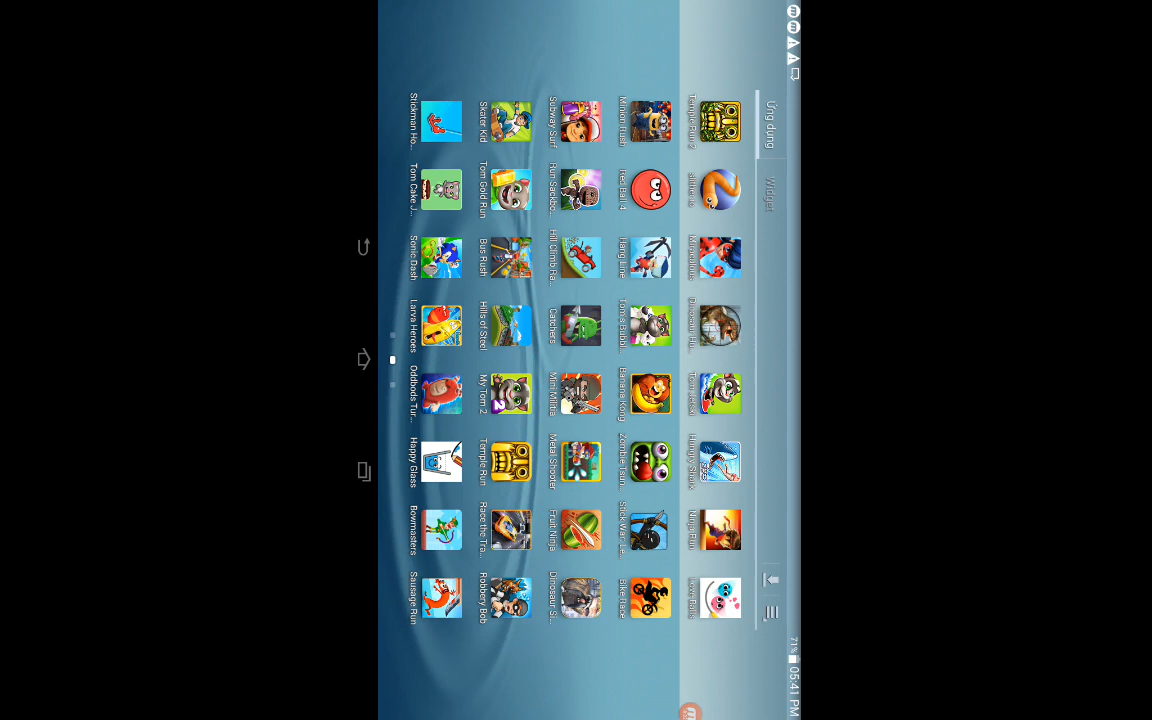 71% 05:41 PM
Ứng dụng Widget
Temple Run 2
slither.io
Miraculous
Dinosaur Hu...
Tom Jetski
Hungry Shark
Ninja Run
Love Balls
Minion Rush
Red Ball 4
Hang Line
Tom's Bubbl...
Banana Kong
Zombie Tsun...
Stick War: Le...
Bike Race
Subway Surf
Run Sackbo...
Hill Climb Ra...
Catchers
Mini Militia
Metal Shooter
Fruit Ninja
Dinosaur Si...
Skater Kid
Tom Gold Run
Bus Rush
Hills of Steel
My Tom 2
Temple Run
Race the Tra...
Robbery Bob
Stickman Ho...
Tom Cake J...
Sonic Dash
Larva Heroes
Oddbods Tur...
Happy Glass
Bowmasters
Sausage Run